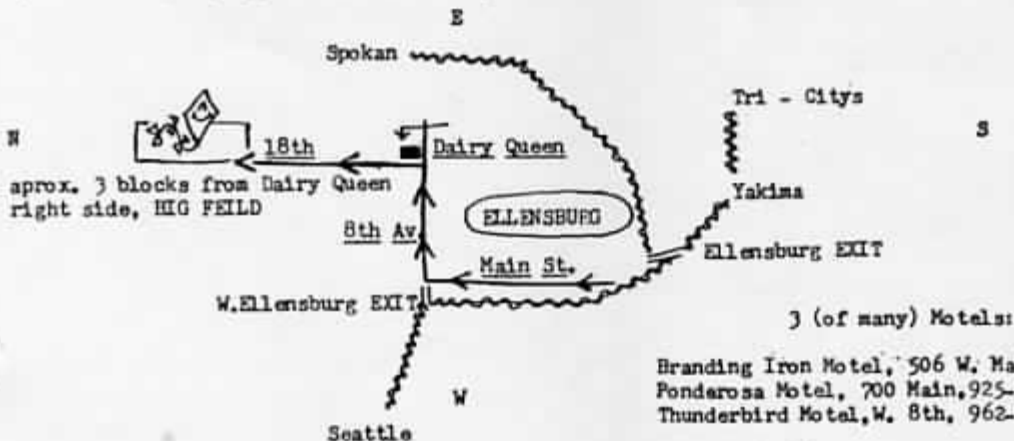 E
Spokan
Tri - Citys
N
S
18th
Dairy Queen
aprox. 3 blocks from Dairy Queen
right side, HIG FEILD
Yakima
ELLENSBURG
8th Av
Ellensburg EXIT
Main St.
W.Ellensburg EXIT
3 (of many) Motels:
Branding Iron Motel, 506 W.
Ponderosa Motel, 700 Main,925-
Thunderbird Motel,W. 8th, 962-
W
Seattle